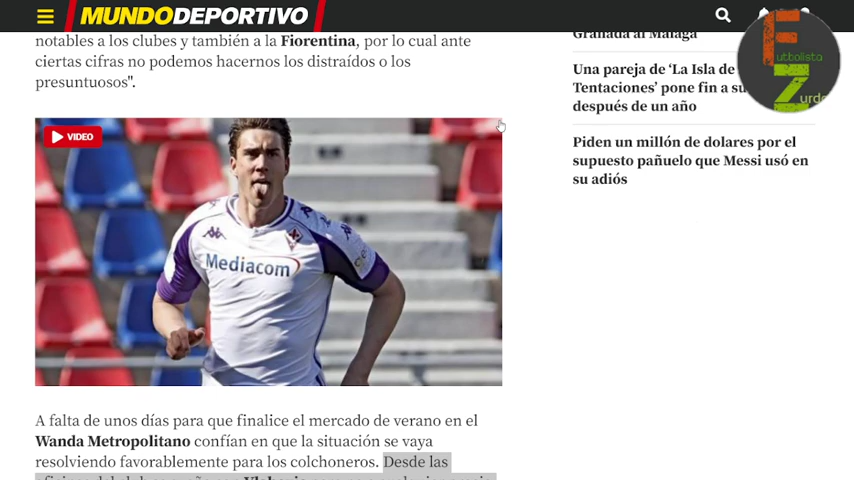 MUNDODEPORTIVO
notables a los clubes y también a la Fiorentina, por lo cual ante
ciertas cifras no podemos hacernos los distraídos o los
presuntuosos".
VIDEO
Mediacom
A falta de unos días para que finalice el mercado de verano en el
Wanda Metropolitano confían en que la situación se vaya
resolviendo favorablemente para los colchoneros. Desde las
Granada al Málaga
Una pareja de ‘La Isla de
Tentaciones’ pone fin a su
después de un año
Piden un millón de dolares por el
supuesto pañuelo que Messi usó en
su adiós
Futbolista
Zurdo